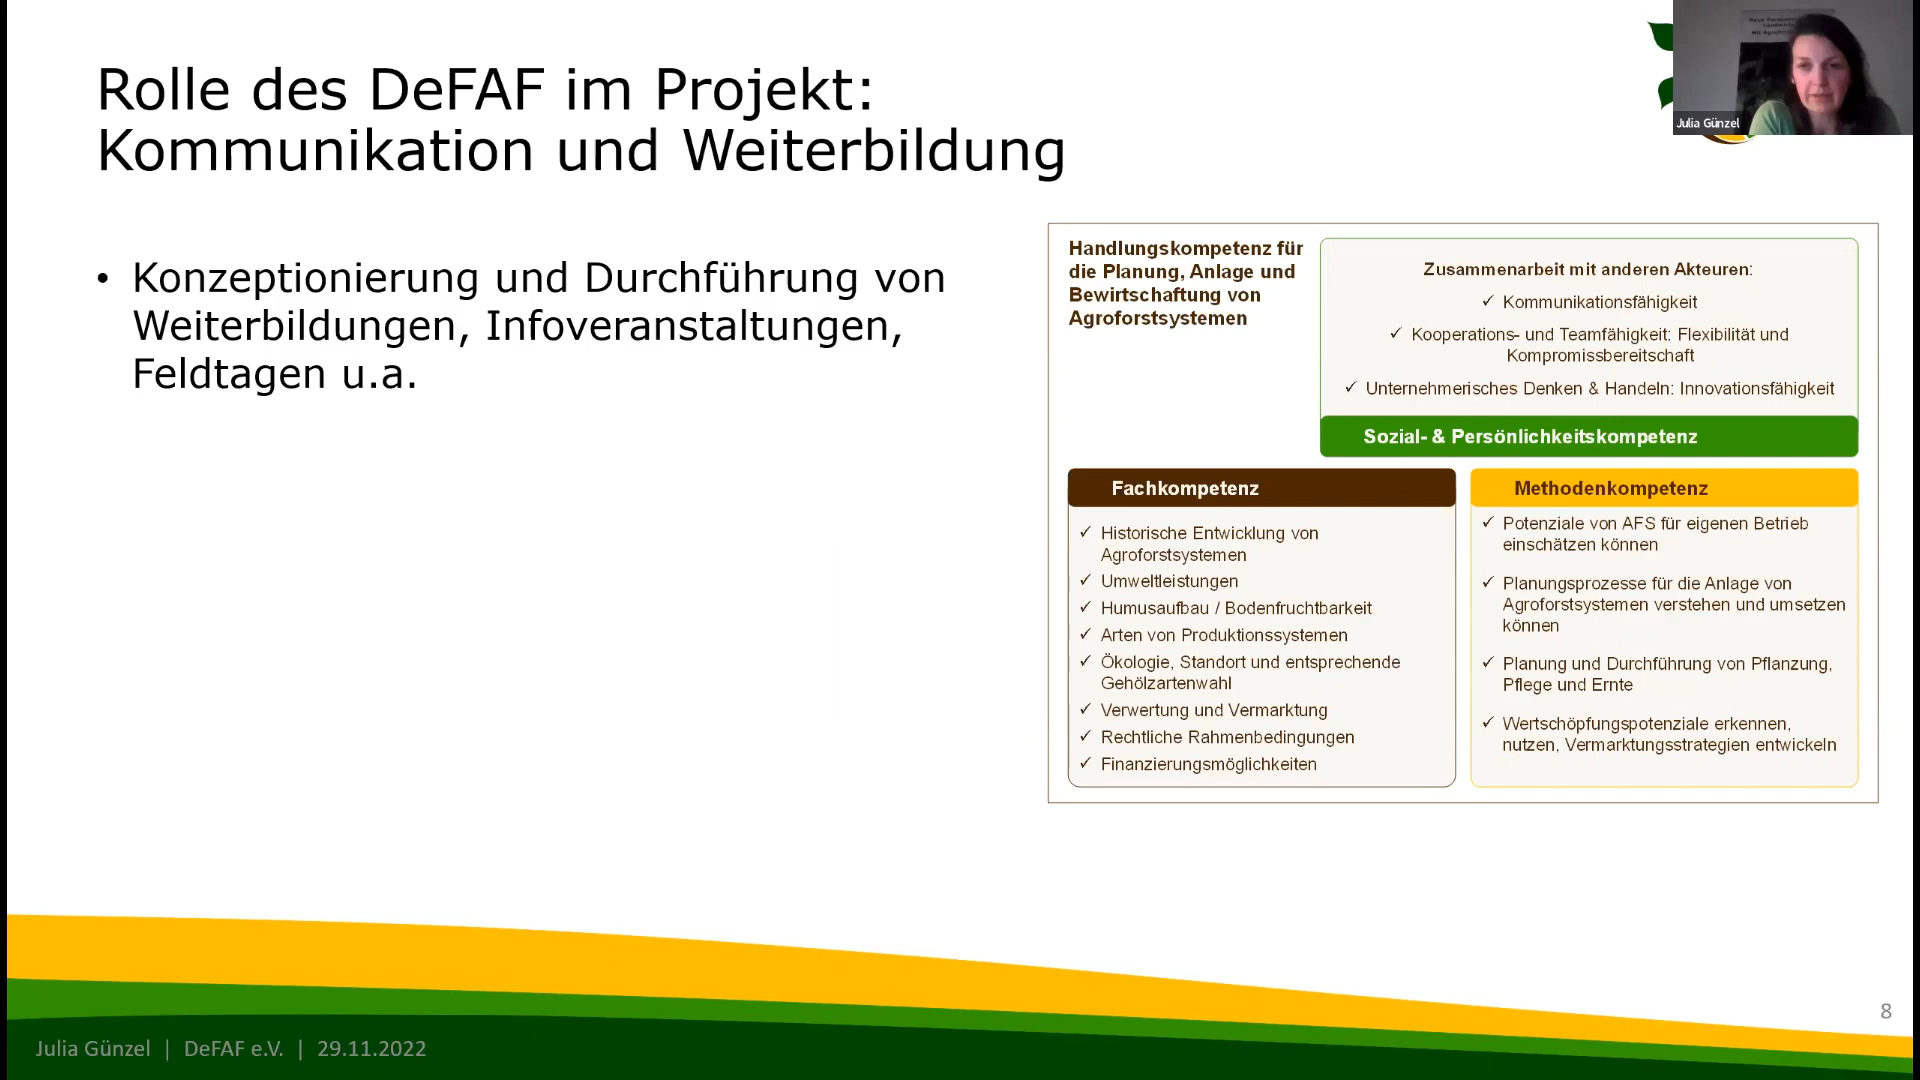 Rolle des DeFAF im Projekt:
Kommunikation und Weiterbildung
• Konzeptionierung und Durchführung von
Weiterbildungen, Infoveranstaltungen,
Feldtagen u.a.
Handlungskompetenz für
die Planung, Anlage und
Bewirtschaftung von
Agroforstsystemen
Zusammenarbeit mit anderen Akteuren:
✓ Kommunikationsfähigkeit
✓ Kooperations- und Teamfähigkeit: Flexibilität und
Kompromissbereitschaft
✓ Unternehmerisches Denken & Handeln: Innovationsfähigkeit
Sozial- & Persönlichkeitskompetenz
Fachkompetenz
✓ Historische Entwicklung von
Agroforstsystemen
✓ Umweltleistungen
✓ Humusaufbau / Bodenfruchtbarkeit
✓ Arten von Produktionssystemen
✓ Ökologie, Standort und entsprechende
Gehölzartenwahl
✓ Verwertung und Vermarktung
✓ Rechtliche Rahmenbedingungen
✓ Finanzierungsmöglichkeiten
Methodenkompetenz
✓ Potenziale von AFS für eigenen Betrieb
einschätzen können
✓ Planungsprozesse für die Anlage von
Agroforstsystemen verstehen und umsetzen
können
✓ Planung und Durchführung von Pflanzung,
Pflege und Ernte
✓ Wertschöpfungspotenziale erkennen,
nutzen, Vermarktungsstrategien entwickeln
Julia Günzel
8
Julia Günzel | DeFAF e.V. | 29.11.2022